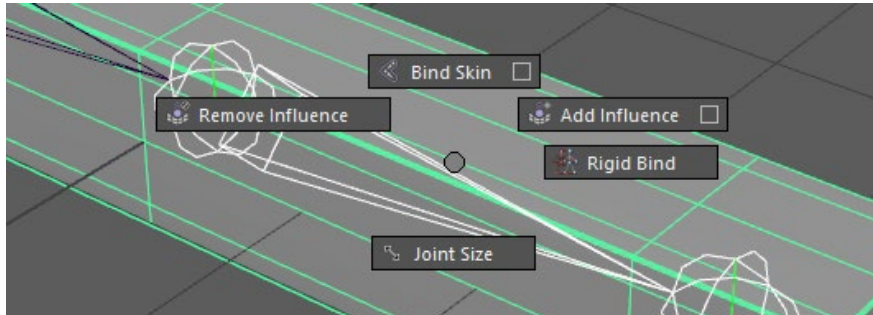 Bind Skin
Remove Influence
Add Influence
Rigid Bind
Joint Size